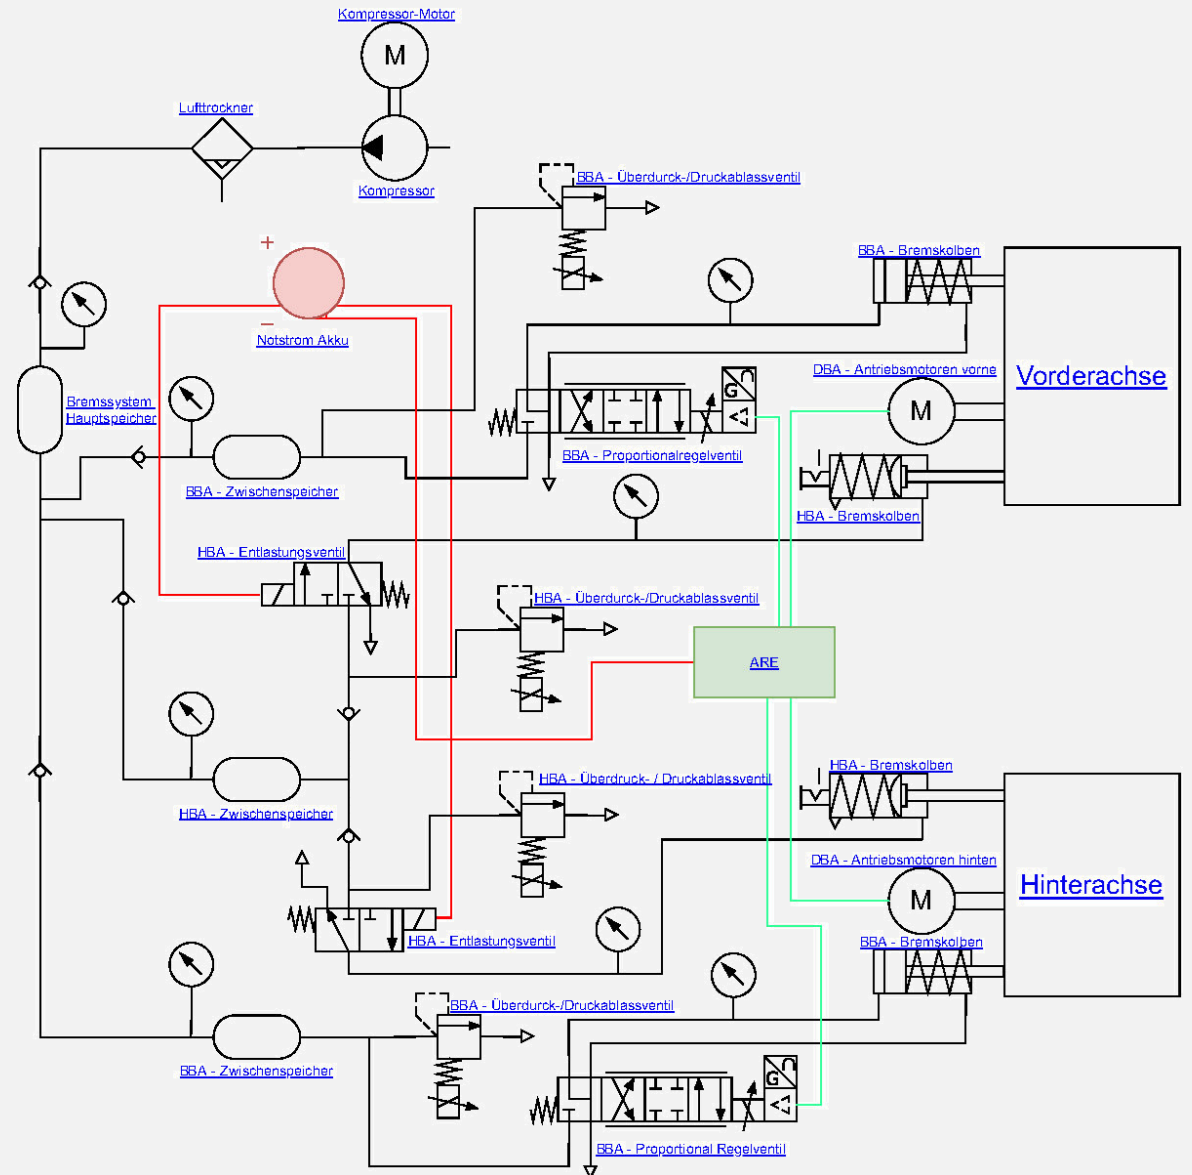 Kompressor-Motor
M
Lufttrockner
Kompressor
BBA - Überdurck-/Druckablassventil
+
−
Notstrom Akku
BBA - Bremskolben
Bremssystem
Hauptspeicher
DBA - Antriebsmotoren vorne
M
Vorderachse
G
BBA - Proportionalregelventil
BBA - Zwischenspeicher
HBA - Bremskolben
HBA - Entlastungsventil
HBA - Überdurck-/Druckablassventil
ARE
HBA - Zwischenspeicher
HBA - Überdruck- / Druckablassventil
HBA - Bremskolben
DBA - Antriebsmotoren hinten
M
Hinterachse
HBA - Entlastungsventil
BBA - Bremskolben
BBA - Überdurck-/Druckablassventil
BBA - Zwischenspeicher
G
BBA - Proportional Regelventil